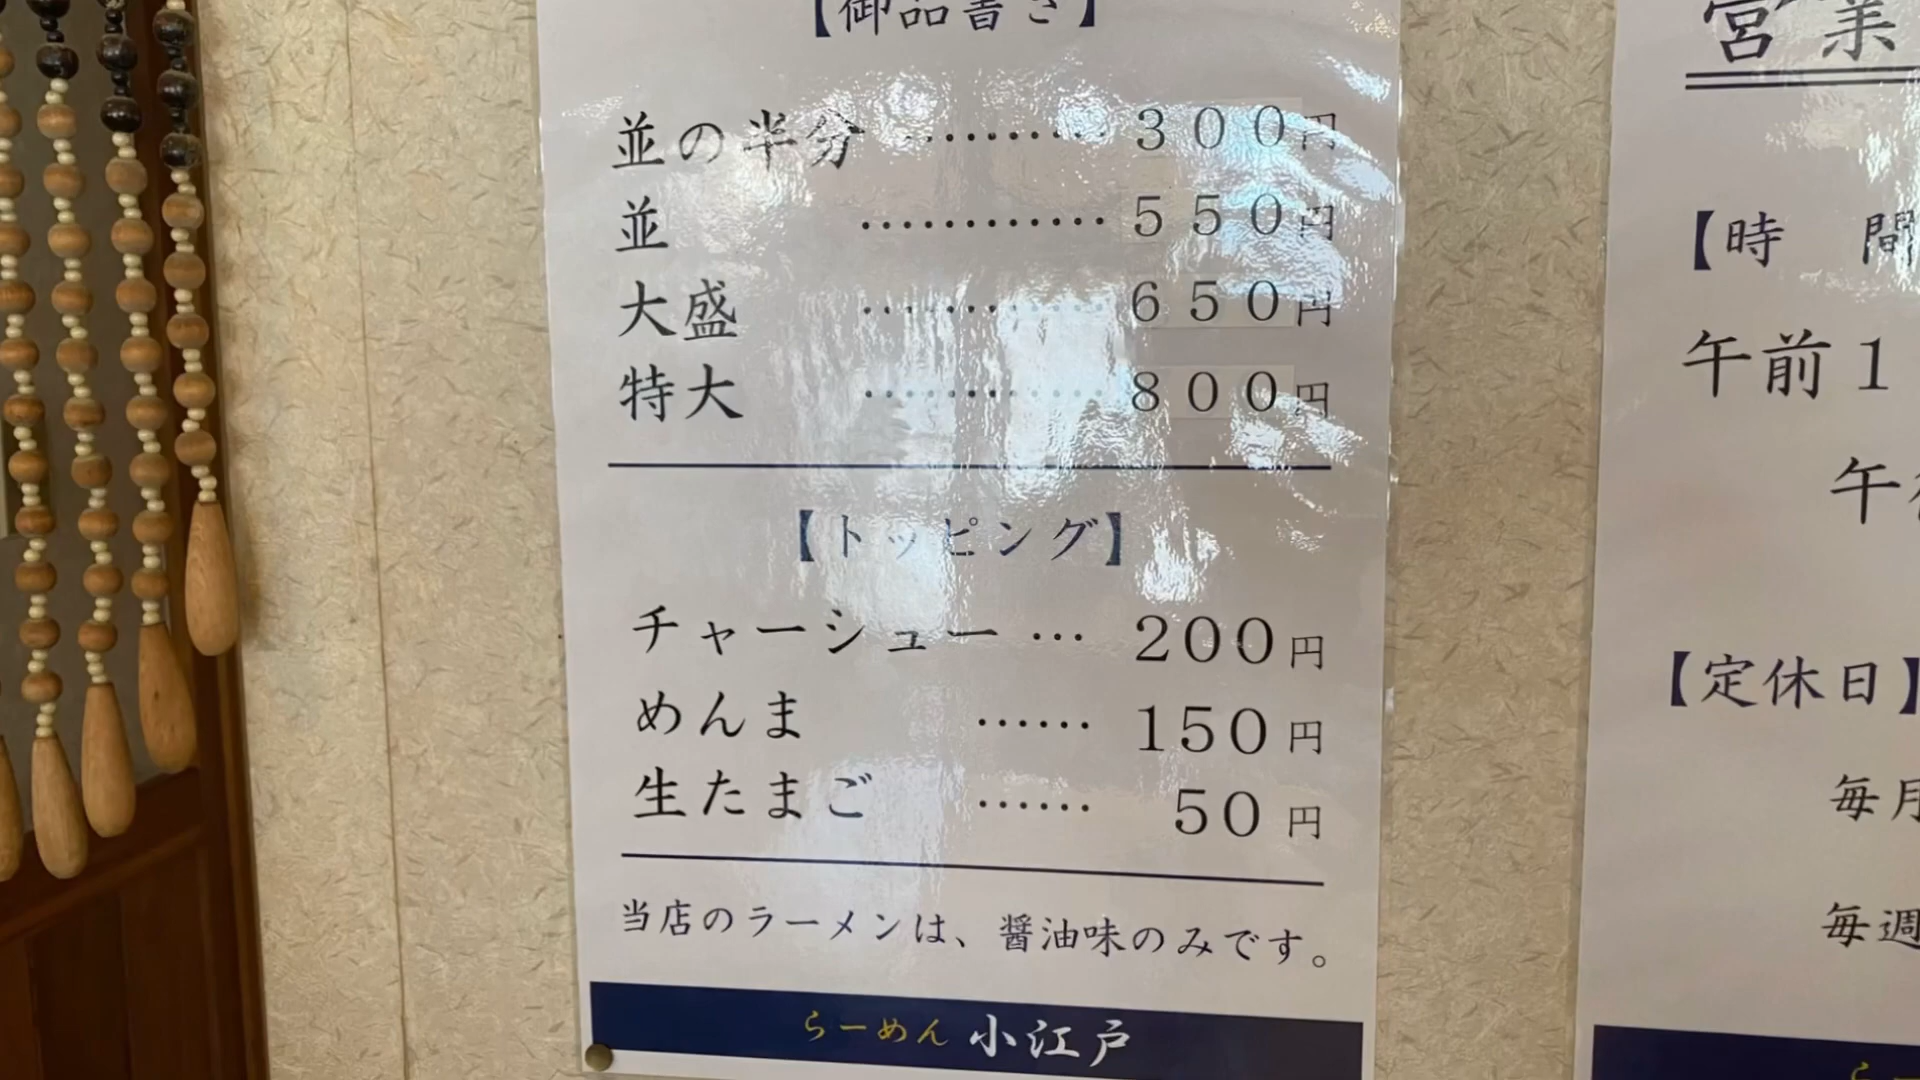 【御品書き】
並の半分 ・・・・・・・・・・ 300円
並 ・・・・・・・・・・・・ 550円
大盛 ・・・・・・・・・・・・ 650円
特大 ・・・・・・・・・・・・ 800円
【トッピング】
チャーシュー ・・・ 200円
めんま ・・・・・・ 150円
生たまご ・・・・・・ 50円
当店のラーメンは、醤油味のみです。
らーめん 小江戸
営業
【時 間
午前1
午
【定休日】
毎月
毎週